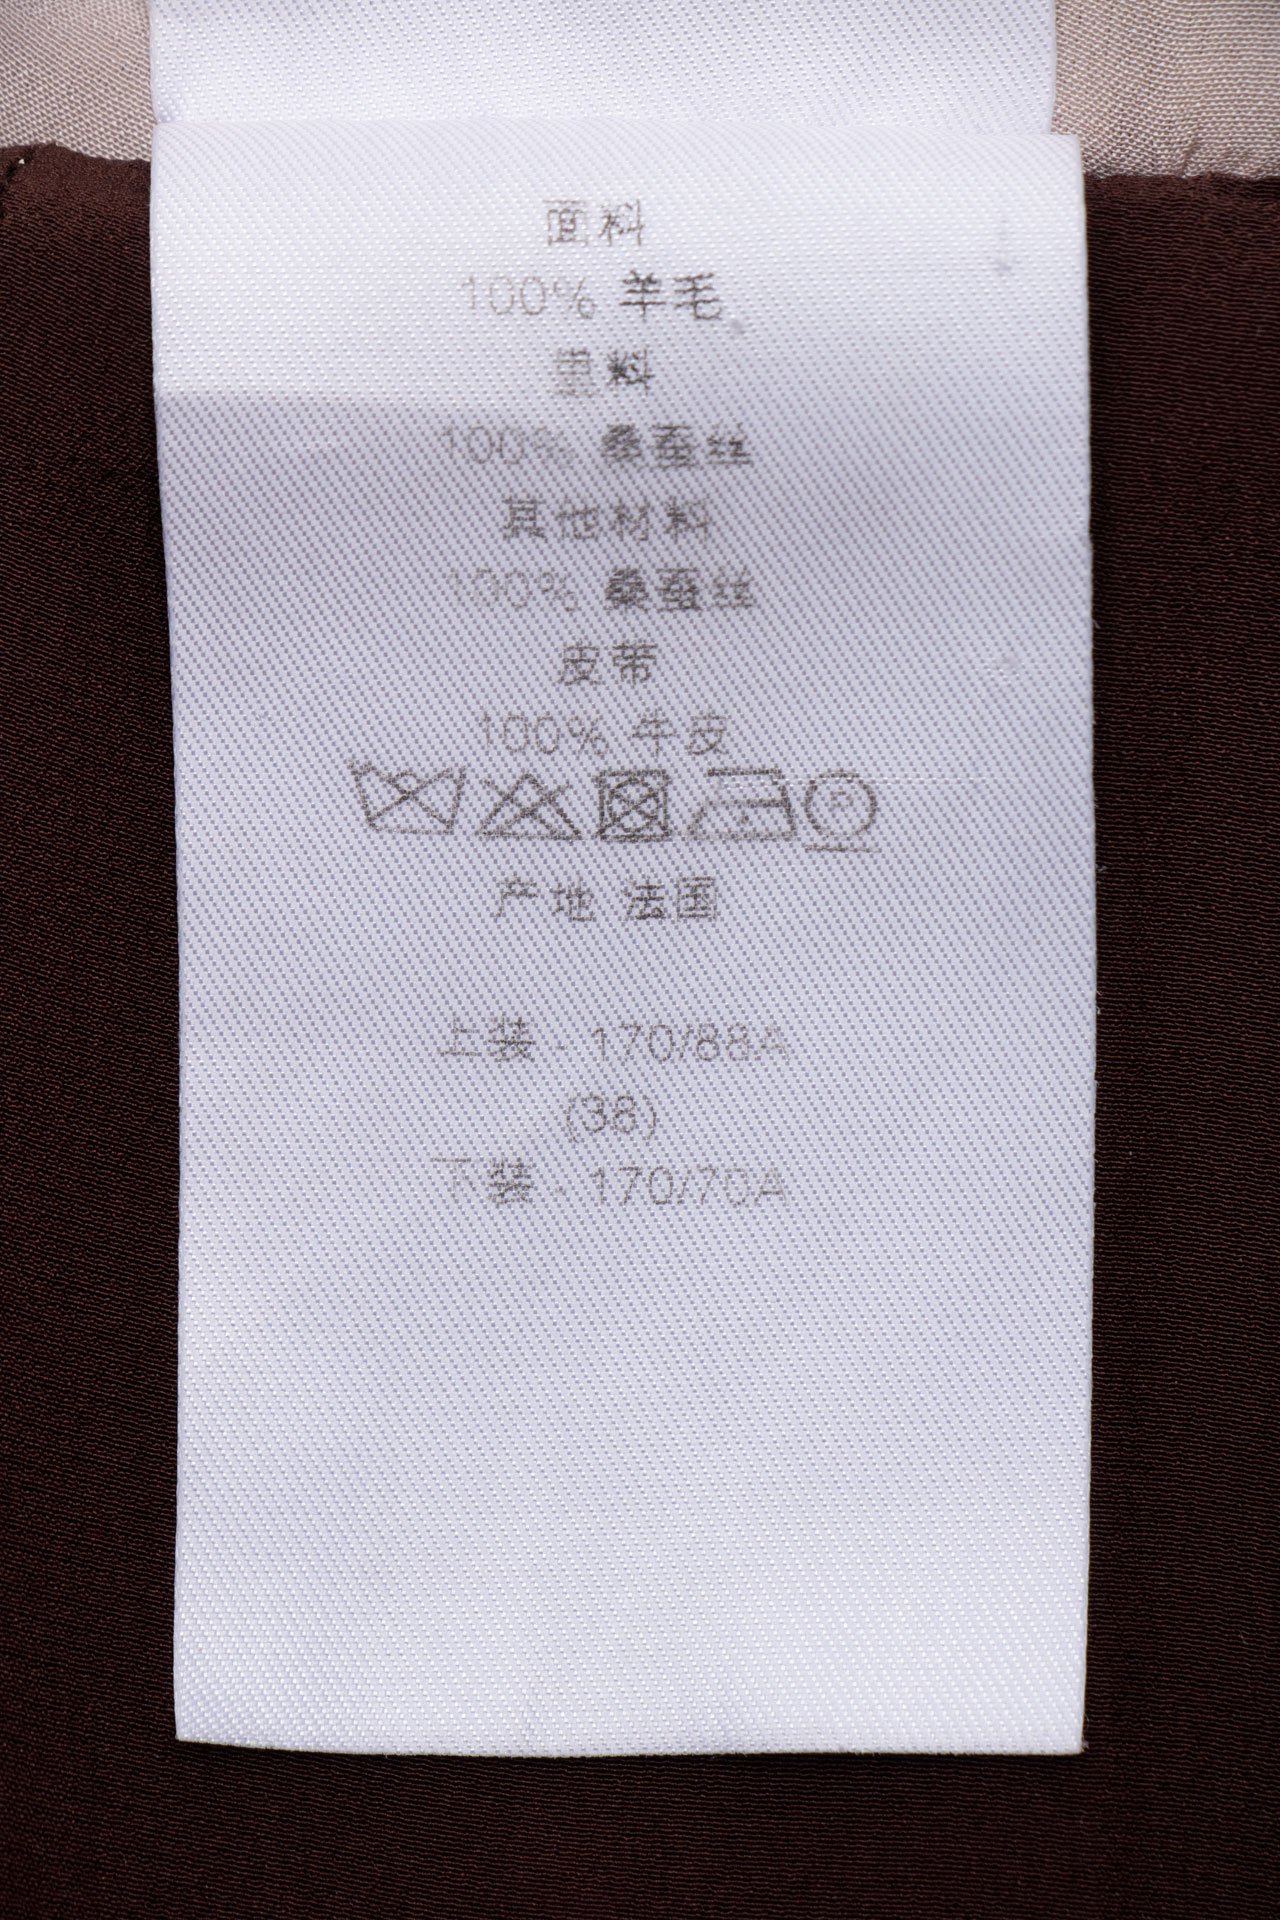 面料
100% 羊毛
里料
100% 桑蚕丝
其他材料
100% 桑蚕丝
皮带
100% 牛皮
P
产地 法国
上装 - 170/88A
(38)
下装 - 170/70A